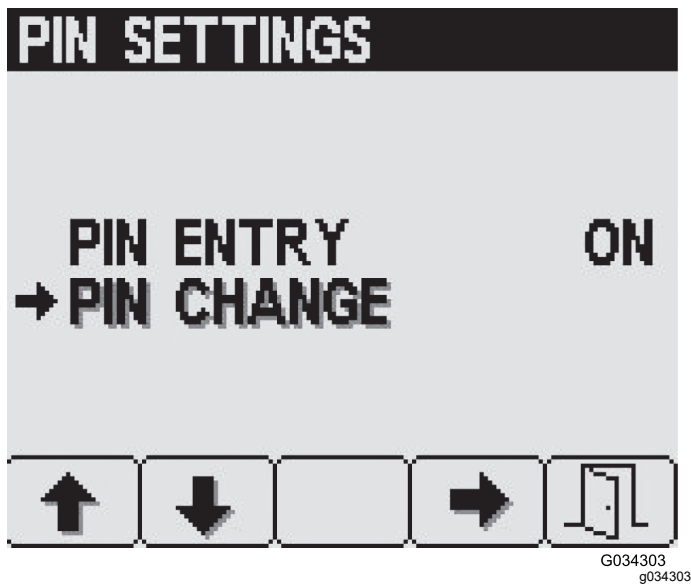 PIN SETTINGS
PIN ENTRY ON
PIN CHANGE
G034303
g034303